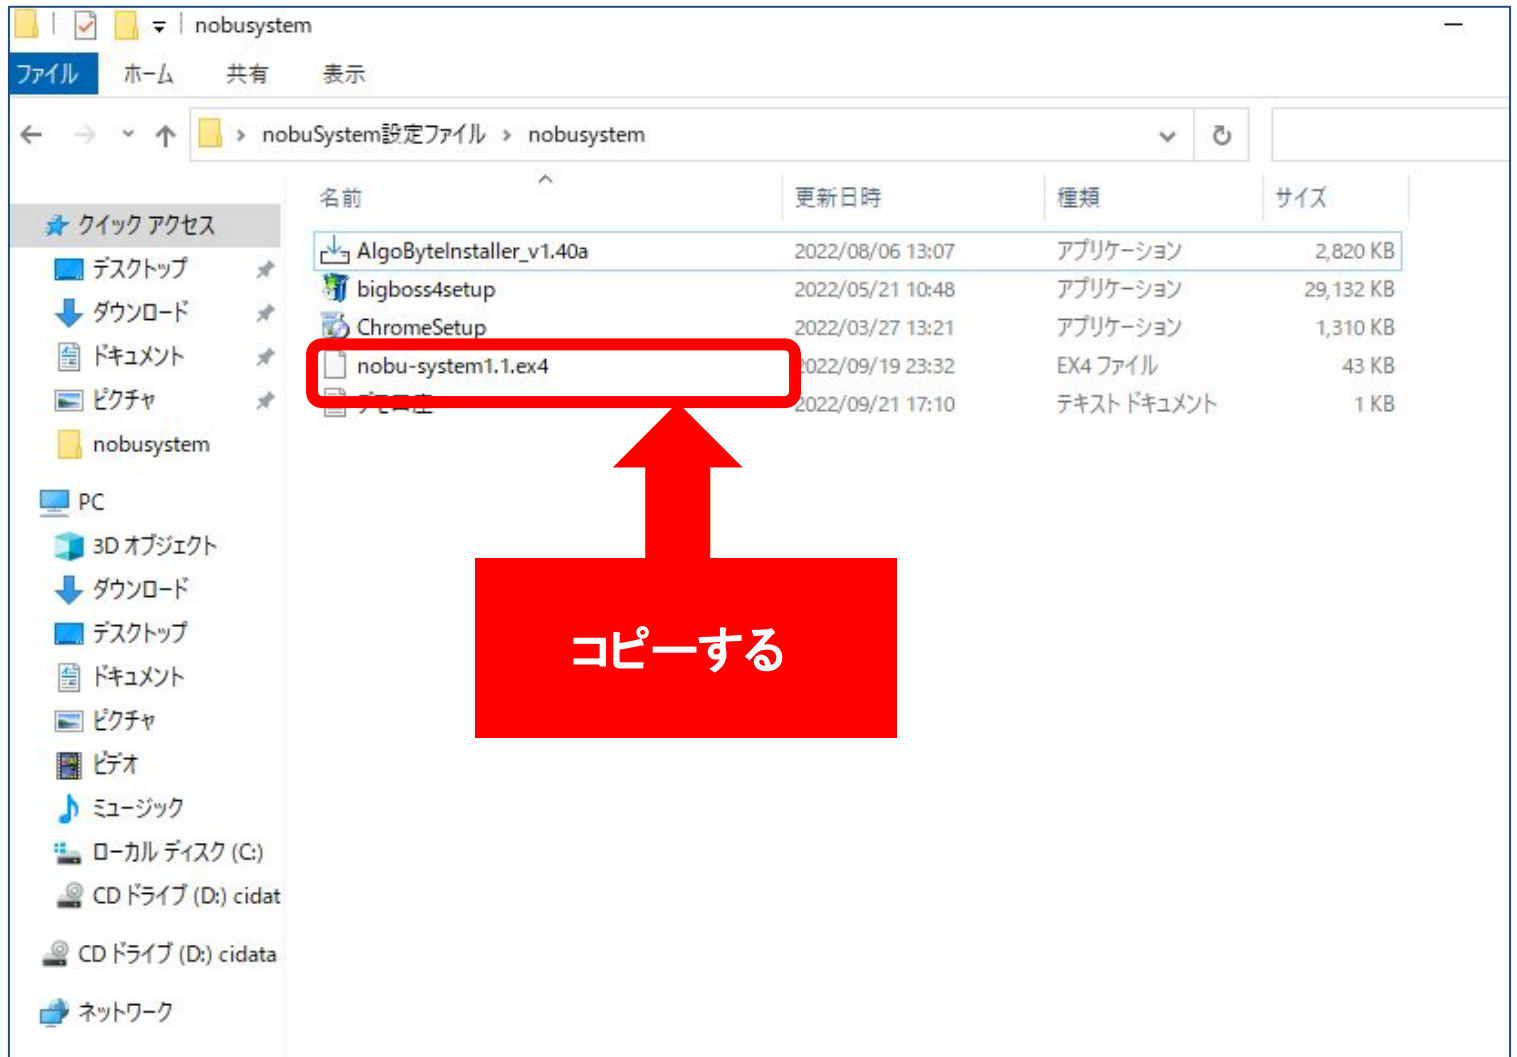 nobusystem
ファイル ホーム 共有 表示
nobuSystem設定ファイル › nobusystem
名前 更新日時 種類 サイズ
クイック アクセス
デスクトップ
ダウンロード
ドキュメント
ピクチャ
nobusystem
PC
3D オブジェクト
ダウンロード
デスクトップ
ドキュメント
ピクチャ
ビデオ
ミュージック
ローカル ディスク (C:)
CD ドライブ (D:) cidat
CD ドライブ (D:) cidata
ネットワーク
AlgoByteInstaller_v1.40a 2022/08/06 13:07 アプリケーション 2,820 KB
bigboss4setup 2022/05/21 10:48 アプリケーション 29,132 KB
ChromeSetup 2022/03/27 13:21 アプリケーション 1,310 KB
nobu-system1.1.ex4 2022/09/19 23:32 EX4 ファイル 43 KB
デモ口座 2022/09/21 17:10 テキスト ドキュメント 1 KB
コピーする